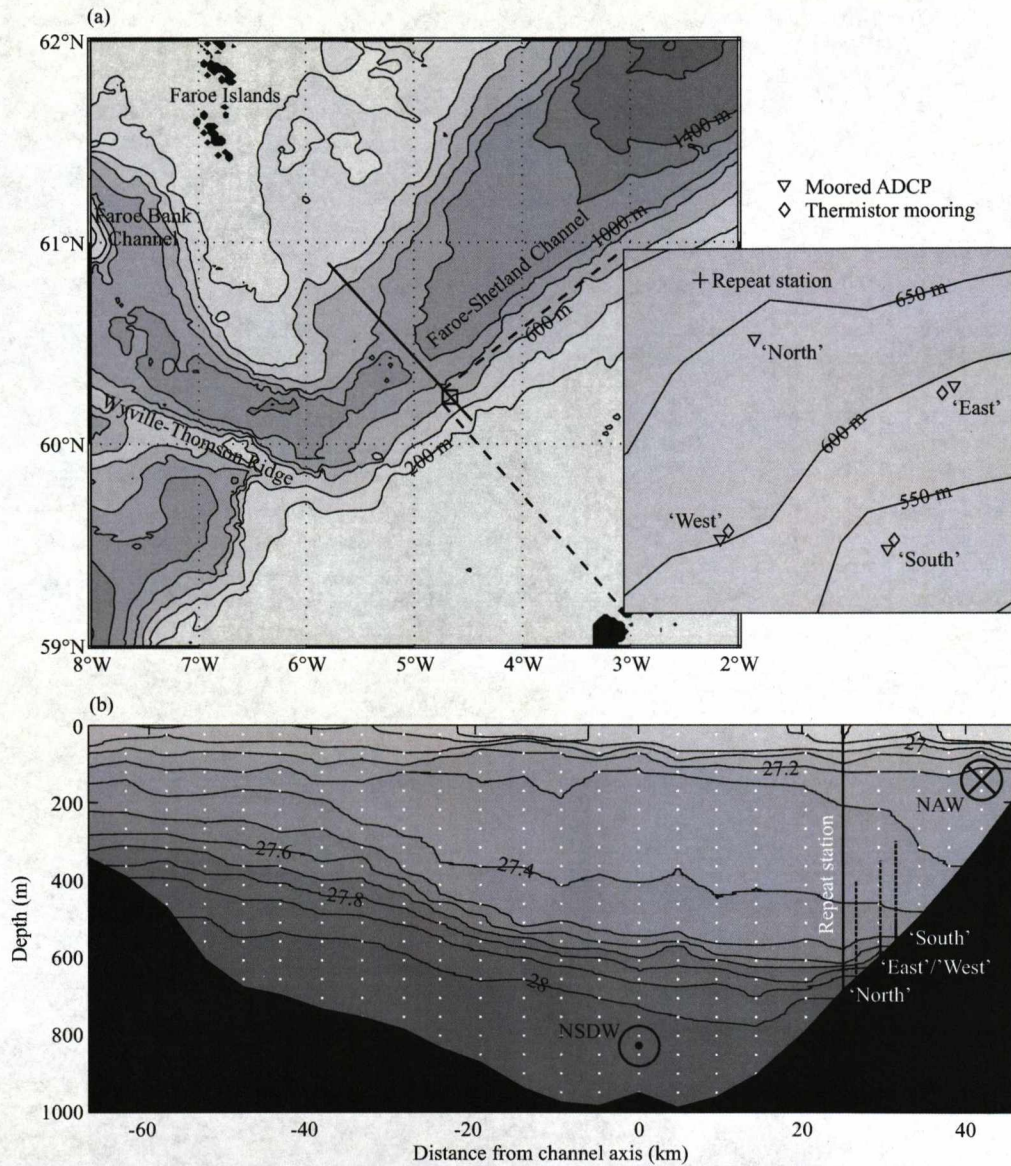 (a)
62°N
61°N
60°N
59°N
8°W
7°W
6°W
5°W
4°W
3°W
2°W
Faroe Islands
Faroe Bank
Channel
Wyville-Thomson Ridge
Faroe-Shetland Channel
1400 m
1000 m
600 m
200 m
Moored ADCP
Thermistor mooring
Repeat station
650 m
'North'
'East'
600 m
550 m
'West'
'South'
(b)
0
200
400
600
800
1000
Depth (m)
-60
-40
-20
0
20
40
Distance from channel axis (km)
27
27.2
27.4
27.6
27.8
28
NAW
NSDW
Repeat station
'South'
'East'/'West'
'North'